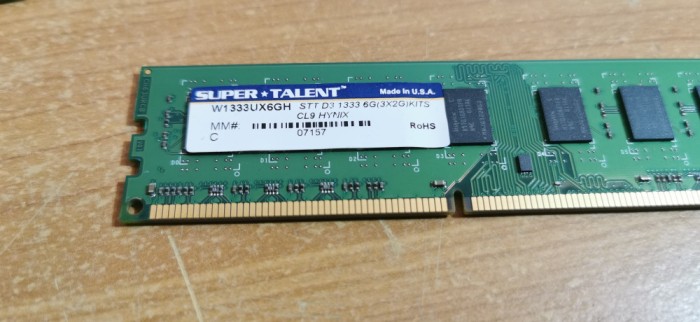 SUPER★TALENT™ Made in U.S.A.
W1333UX6GH STT D3 1333 6G(3X2G)KITS
CL9 HYNIX
MM#: 07157 RoHS
C